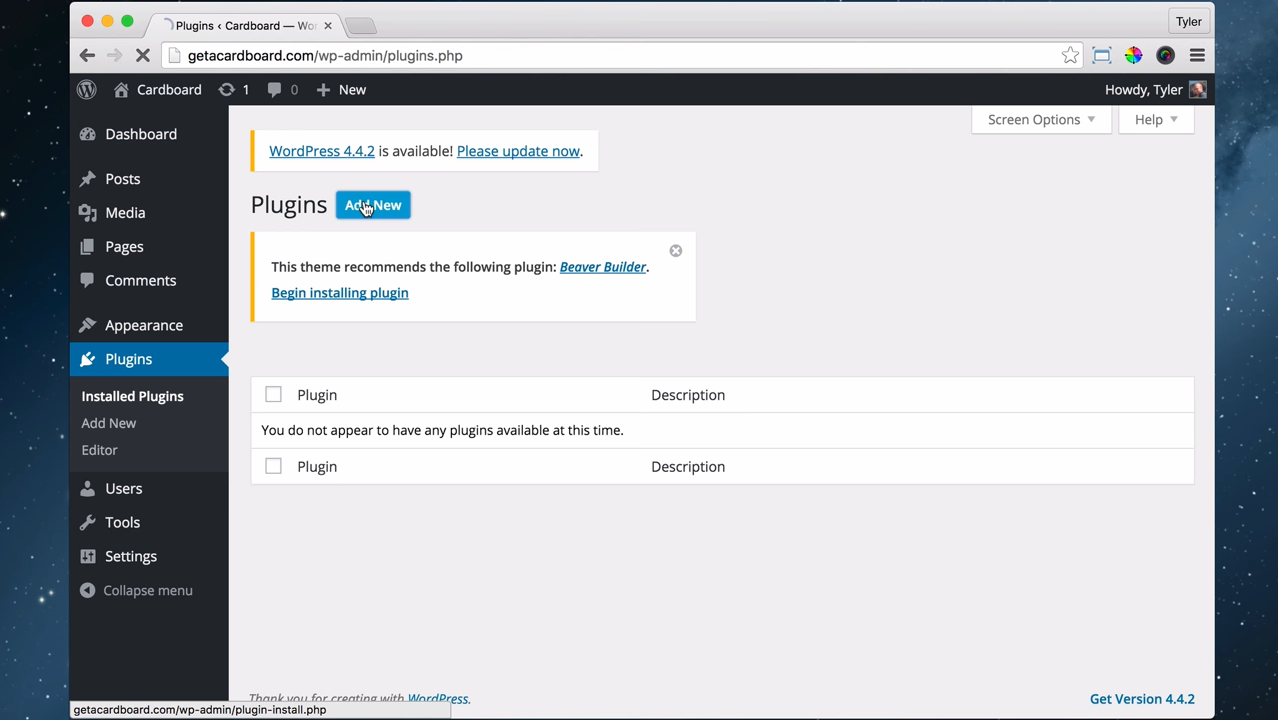 Plugins ‹ Cardboard — Wo
Tyler
getacardboard.com/wp-admin/plugins.php
Cardboard
1
0
New
Howdy, Tyler
Screen Options
Help
Dashboard
Posts
Media
Pages
Comments
Appearance
Plugins
Installed Plugins
Add New
Editor
Users
Tools
Settings
Collapse menu
WordPress 4.4.2 is available! Please update now.
Plugins
Add New
This theme recommends the following plugin: Beaver Builder.
Begin installing plugin
Plugin
Description
You do not appear to have any plugins available at this time.
Plugin
Description
Thank you for creating with WordPress.
Get Version 4.4.2
getacardboard.com/wp-admin/plugin-install.php